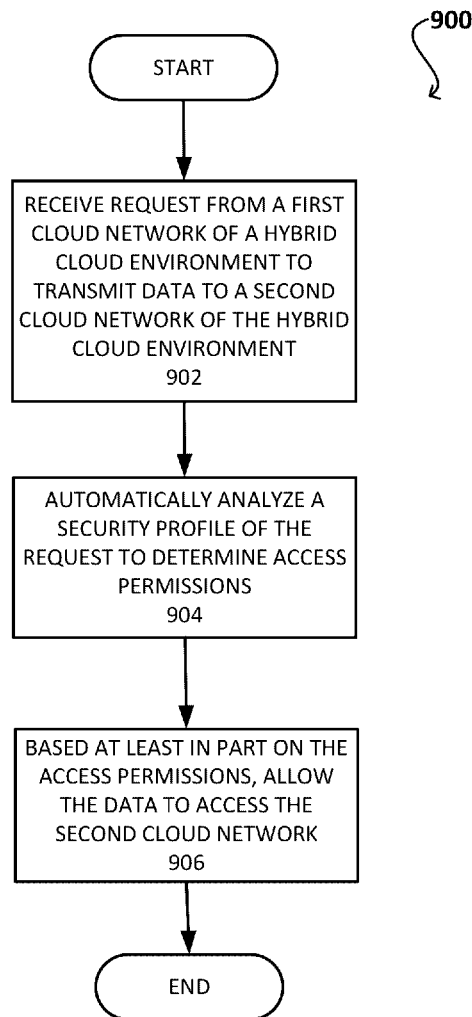 900
START
RECEIVE REQUEST FROM A FIRST
CLOUD NETWORK OF A HYBRID
CLOUD ENVIRONMENT TO
TRANSMIT DATA TO A SECOND
CLOUD NETWORK OF THE HYBRID
CLOUD ENVIRONMENT
902
AUTOMATICALLY ANALYZE A
SECURITY PROFILE OF THE
REQUEST TO DETERMINE ACCESS
PERMISSIONS
904
BASED AT LEAST IN PART ON THE
ACCESS PERMISSIONS, ALLOW
THE DATA TO ACCESS THE
SECOND CLOUD NETWORK
906
END